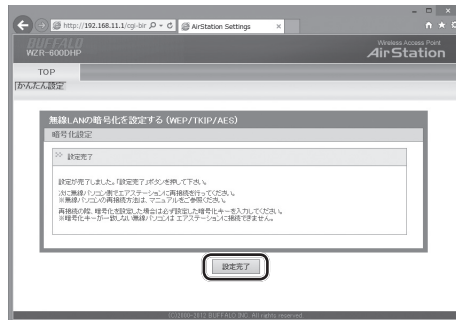 http://192.168.11.1/cgi-bir
AirStation Settings
BUFFALO
WZR-600DHP
Wireless Access Point
AirStation
TOP
かんたん設定
無線LANの暗号化を設定する (WEP/TKIP/AES)
暗号化設定
設定完了
設定が完了しました。「設定完了」ボタンを押して下さい。
次に無線パソコン側でエアステーションに再接続を行ってください。
※無線パソコンの再接続方法は、マニュアルをご参照ください。
再接続の際、暗号化を設定した場合は必ず設定した暗号化キーを入力してください。
※暗号化キーが一致しない無線パソコンは エアステーションに接続できません。
設定完了
(C)2000-2012 BUFFALO INC. All rights reserved.